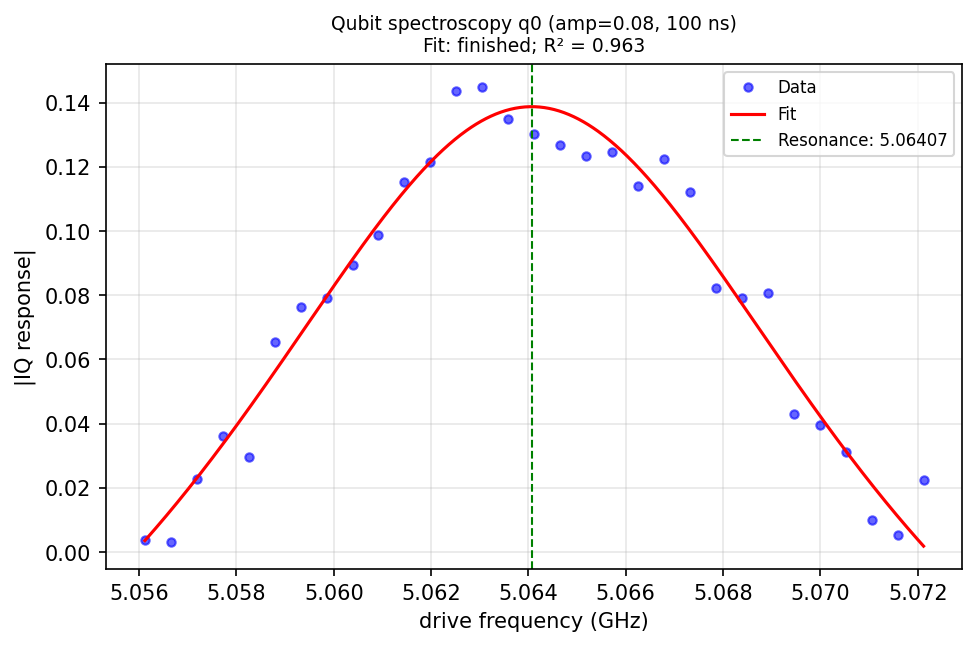 Qubit spectroscopy q0 (amp=0.08, 100 ns)
Fit: finished; R² = 0.963
Data
Fit
Resonance: 5.06407
|IQ response|
0.14
0.12
0.10
0.08
0.06
0.04
0.02
0.00
5.056 5.058 5.060 5.062 5.064 5.066 5.068 5.070 5.072
drive frequency (GHz)